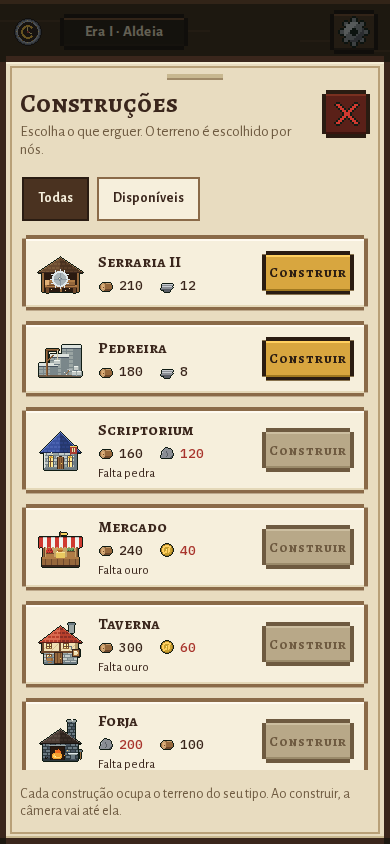 Era I · Aldeia
Construções
Escolha o que erguer. O terreno é escolhido por
nós.
Todas
Disponíveis
Serraria II
210 12
Construir
Pedreira
180 8
Construir
Scriptorium
160 120
Falta pedra
Construir
Mercado
240 40
Falta ouro
Construir
Taverna
300 60
Falta ouro
Construir
Forja
200 100
Falta pedra
Construir
Cada construção ocupa o terreno do seu tipo. Ao construir, a
câmera vai até ela.